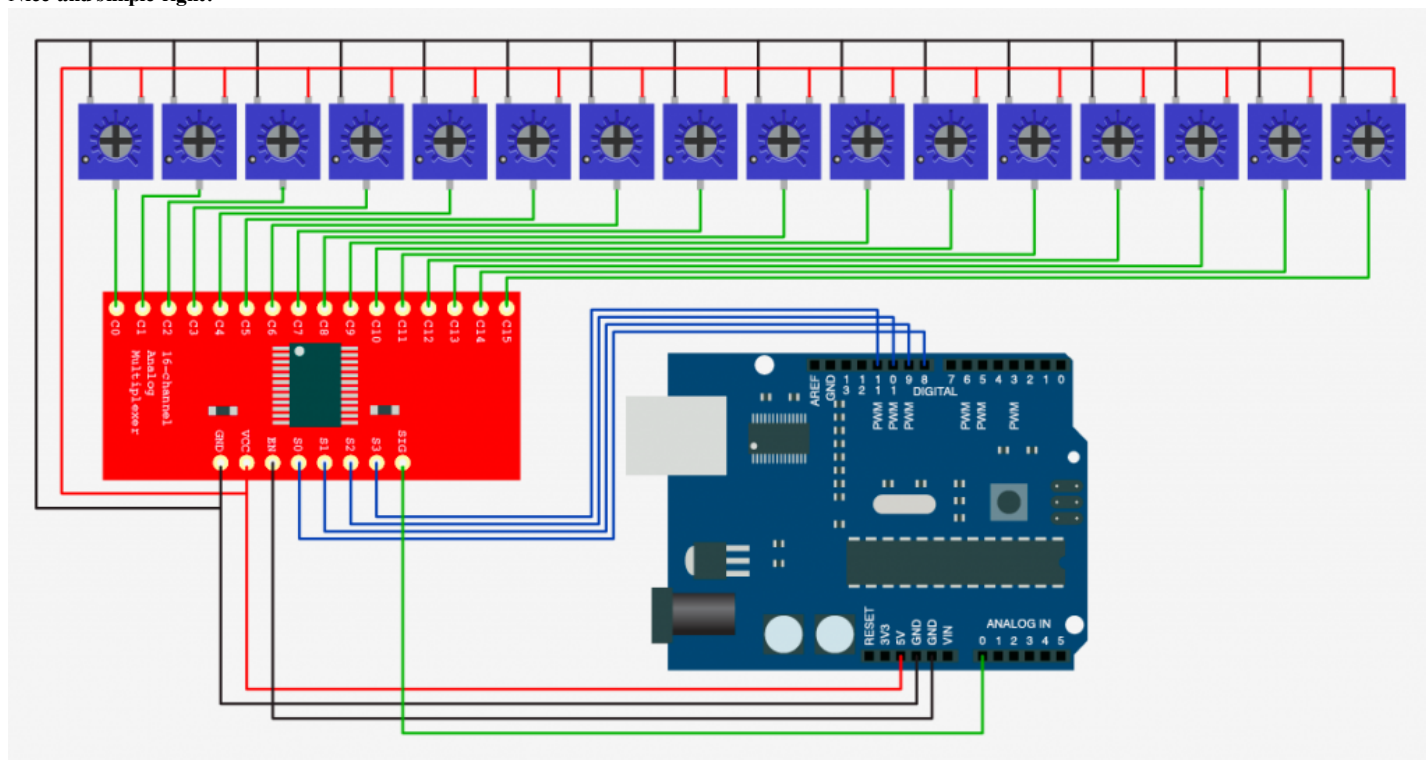 Nice and simple right.
C0 C1 C2 C3 C4 C5 C6 C7 C8 C9 C10 C11 C12 C13 C14 C15
16-channel
Analog
Multiplexer
GND VCC EN S0 S1 S2 S3 SIG
AREF GND 13 12 11 10 9 8 7 6 5 4 3 2 1 0
DIGITAL
PWM PWM PWM PWM PWM PWM
RESET 3V3 5V GND GND VIN
ANALOG IN
0 1 2 3 4 5